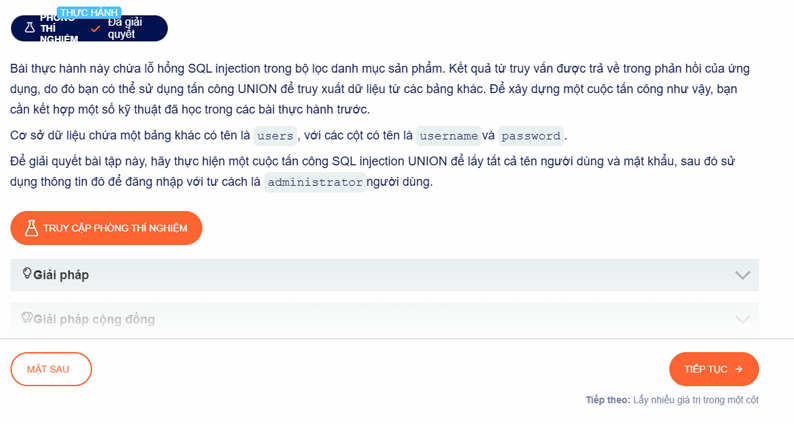 THỰC HÀNH
PHÒNG THÍ NGHIỆM
Đã giải quyết
Bài thực hành này chứa lỗ hổng SQL injection trong bộ lọc danh mục sản phẩm. Kết quả từ truy vấn được trả về trong phản hồi của ứng
dụng, do đó bạn có thể sử dụng tấn công UNION để truy xuất dữ liệu từ các bảng khác. Để xây dựng một cuộc tấn công như vậy, bạn
cần kết hợp một số kỹ thuật đã học trong các bài thực hành trước.
Cơ sở dữ liệu chứa một bảng khác có tên là users, với các cột có tên là username và password.
Để giải quyết bài tập này, hãy thực hiện một cuộc tấn công SQL injection UNION để lấy tất cả tên người dùng và mật khẩu, sau đó sử
dụng thông tin đó để đăng nhập với tư cách là administrator người dùng.
TRUY CẬP PHÒNG THÍ NGHIỆM
Giải pháp
Giải pháp cộng đồng
MẶT SAU
TIẾP TỤC →
Tiếp theo: Lấy nhiều giá trị trong một cột